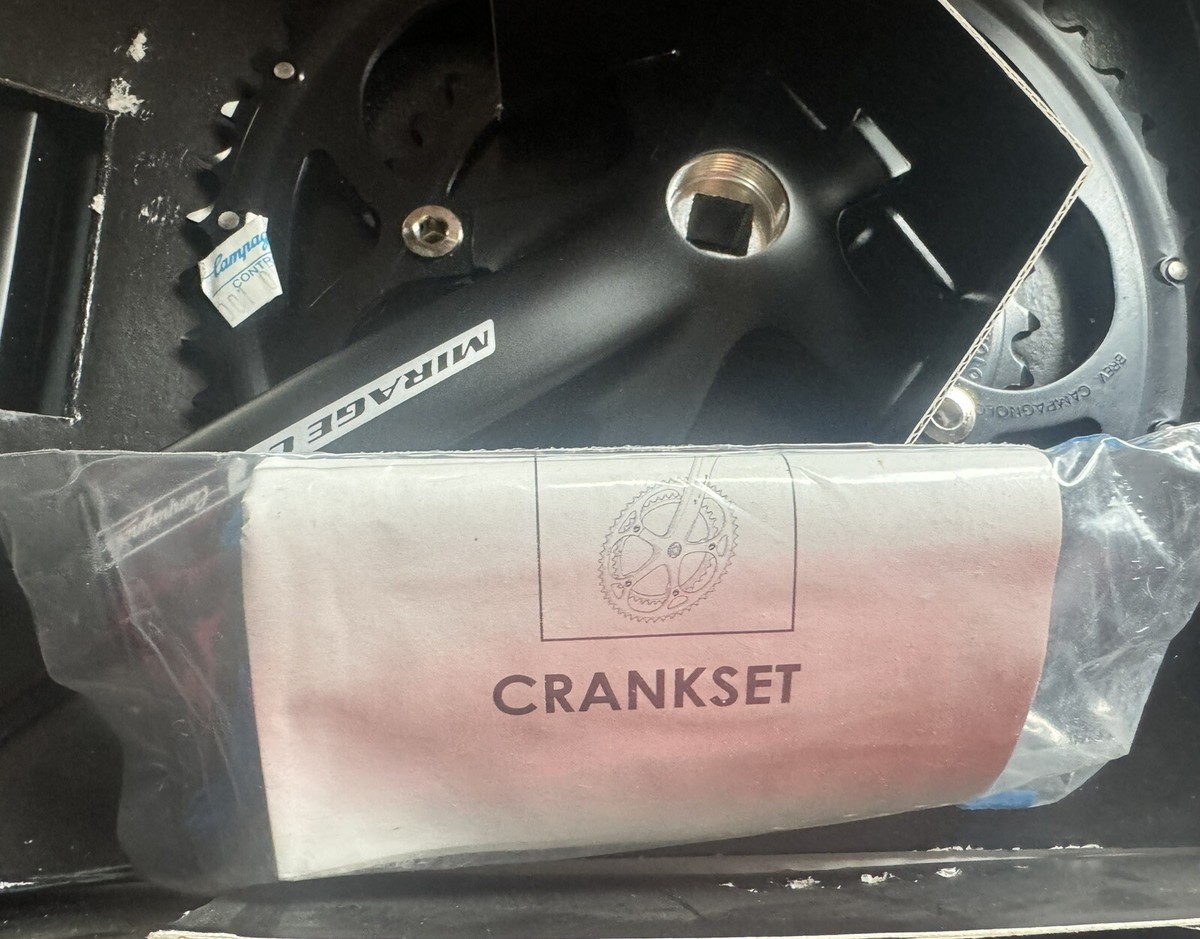 Campag
CONTR
MIRAGE
BREV. CAMPAGNOLO
CRANKSET